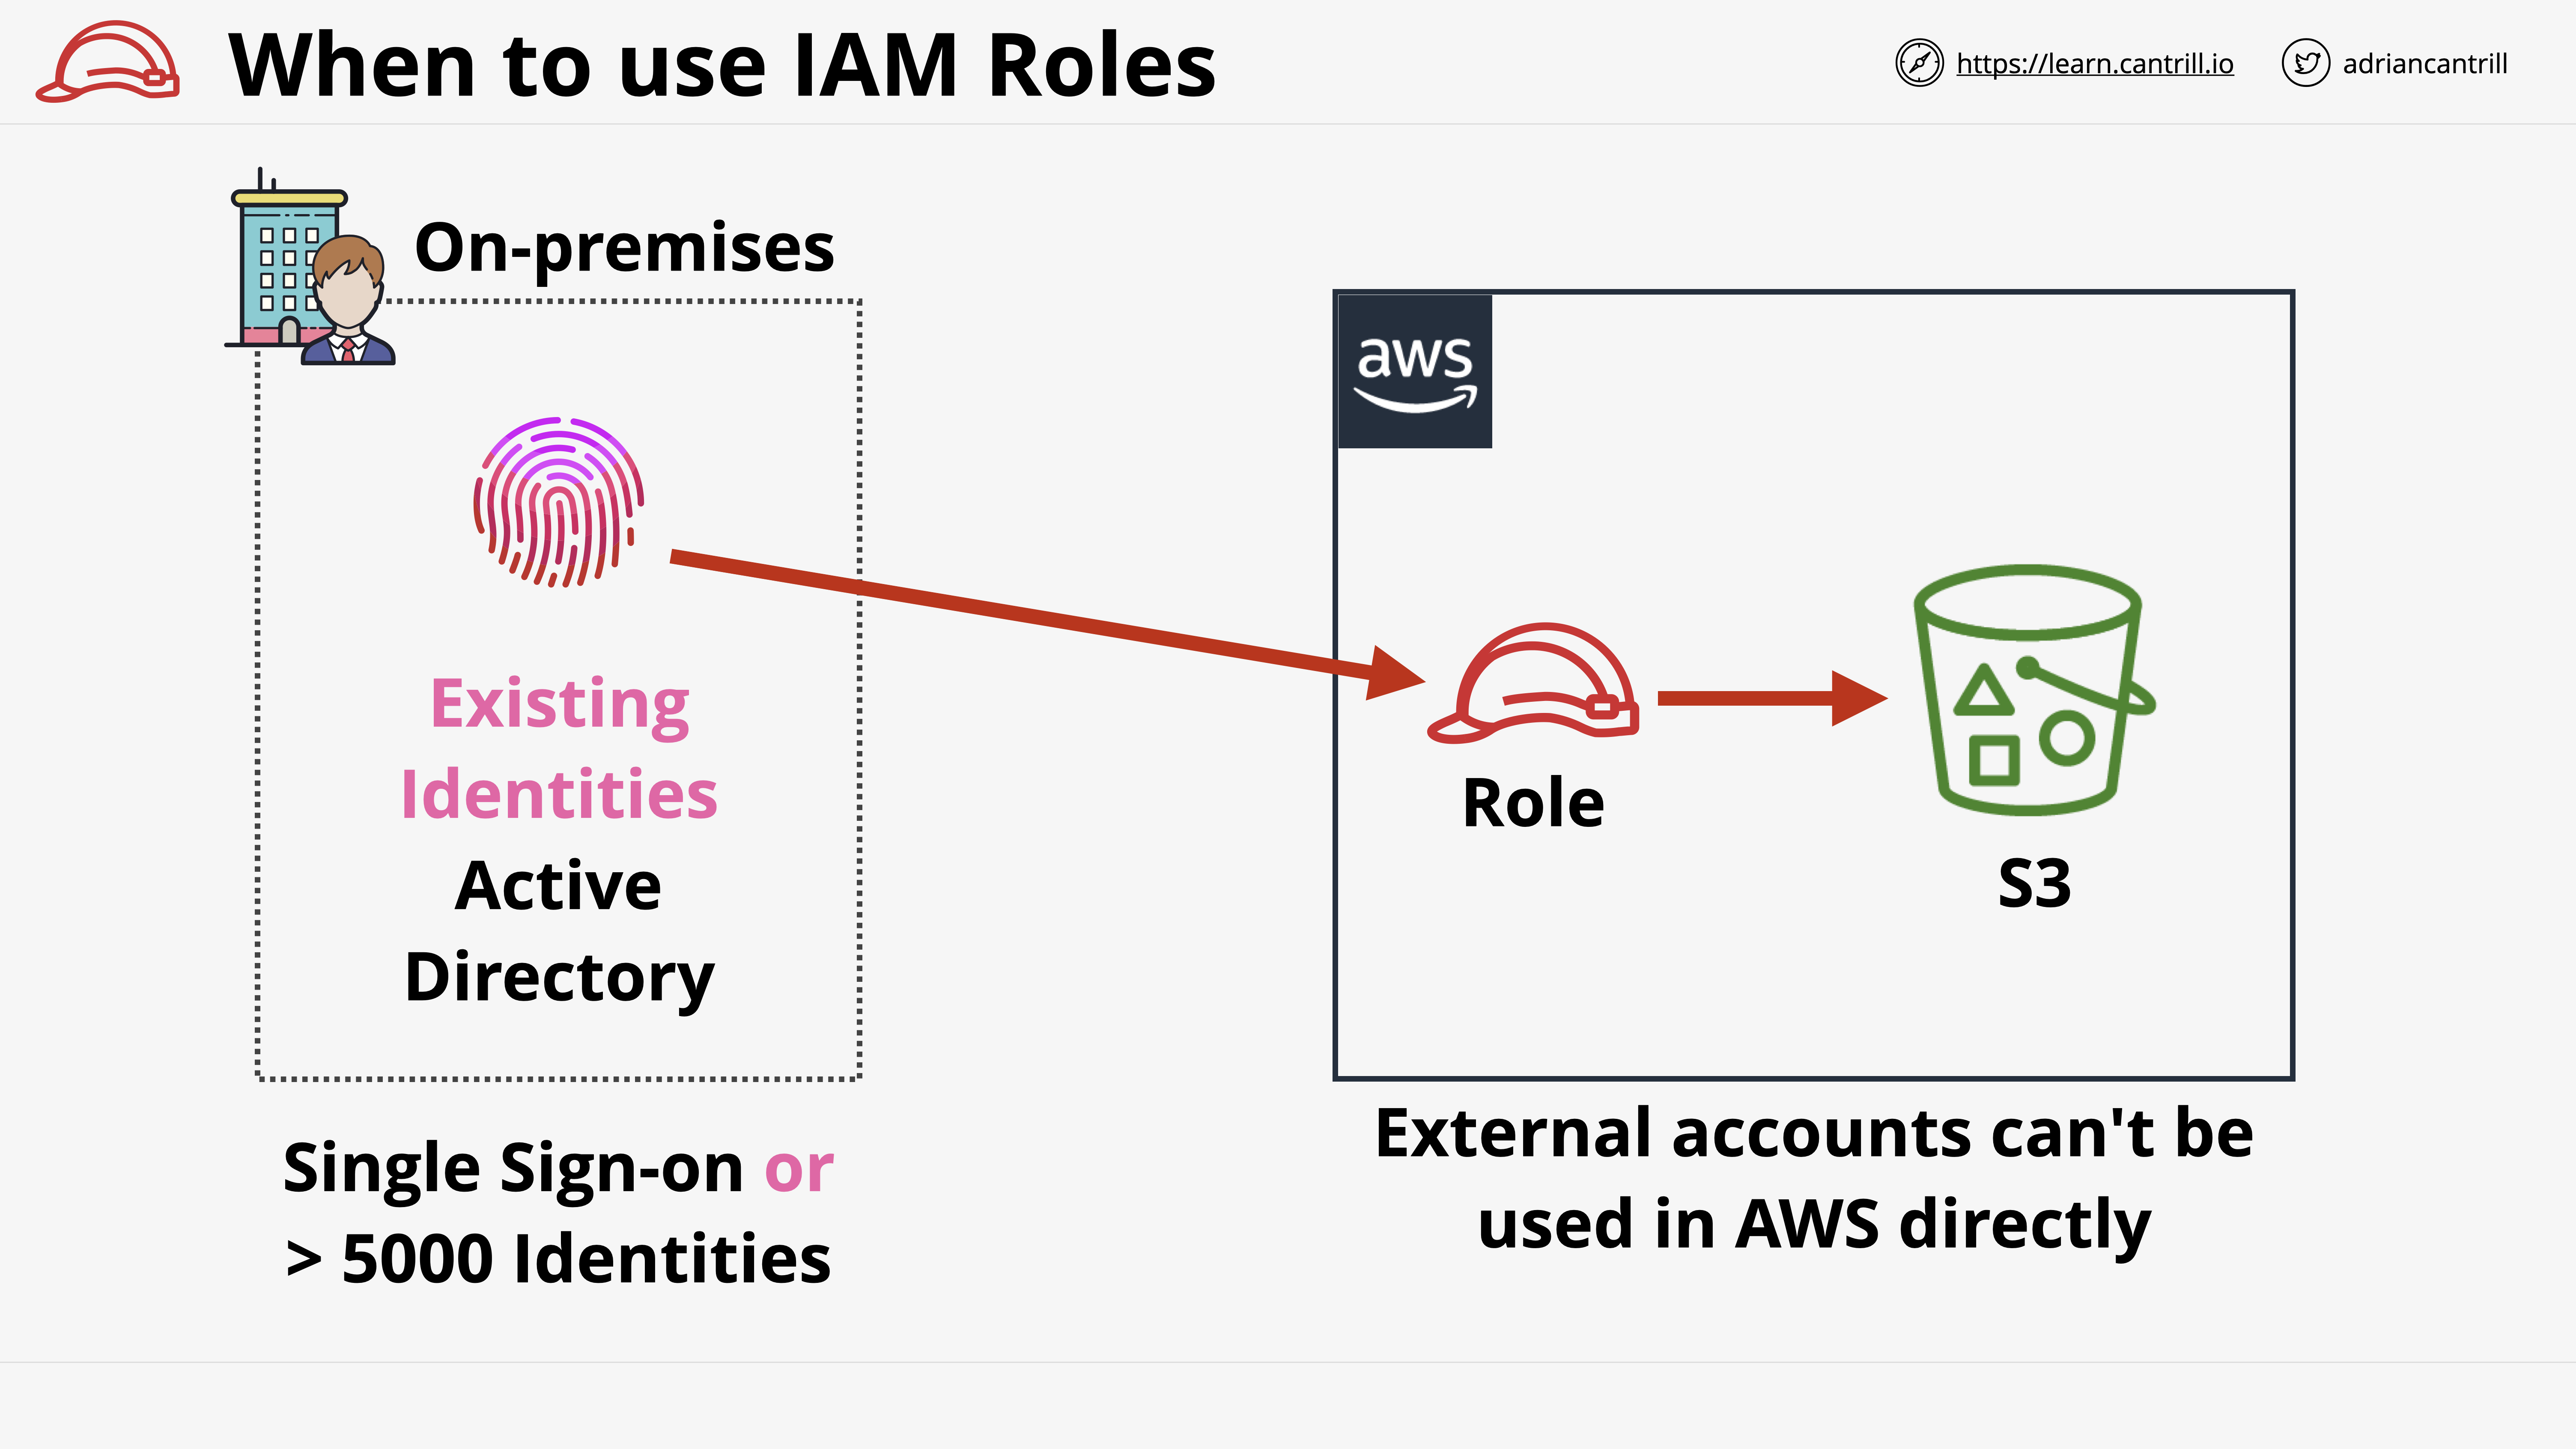 When to use IAM Roles
https://learn.cantrill.io
adriancantrill
On-premises
aws
Existing
Identities
Active
Directory
Role
S3
Single Sign-on or
> 5000 Identities
External accounts can't be
used in AWS directly